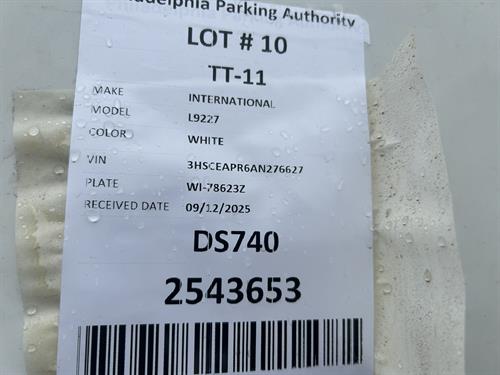 adelphia Parking Authority
LOT # 10
TT-11
MAKE INTERNATIONAL
MODEL L9227
COLOR WHITE
VIN 3HSCEAPR6AN276627
PLATE WI-78623Z
RECEIVED DATE 09/12/2025
DS740
2543653